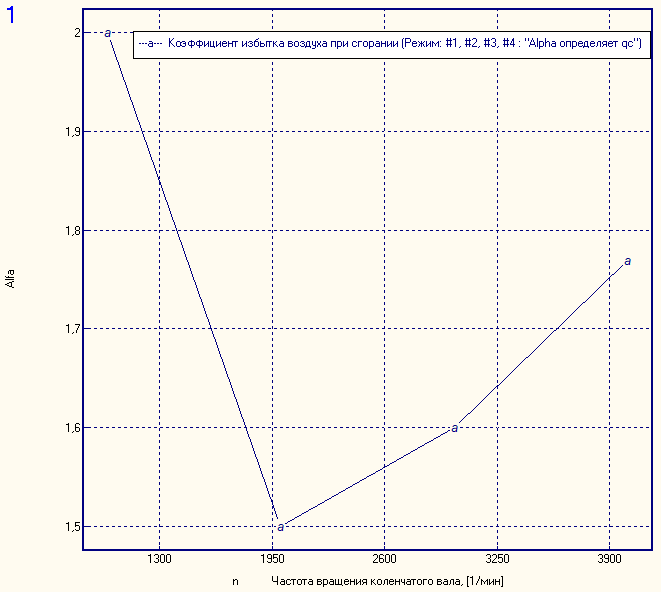 1
---a--- Коэффициент избытка воздуха при сгорании (Режим: #1, #2, #3, #4 : "Alpha определяет qc")
2
1,9
1,8
1,7
1,6
1,5
Alfa
a
a
a
a
1300 1950 2600 3250 3900
n Частота вращения коленчатого вала, [1/мин]